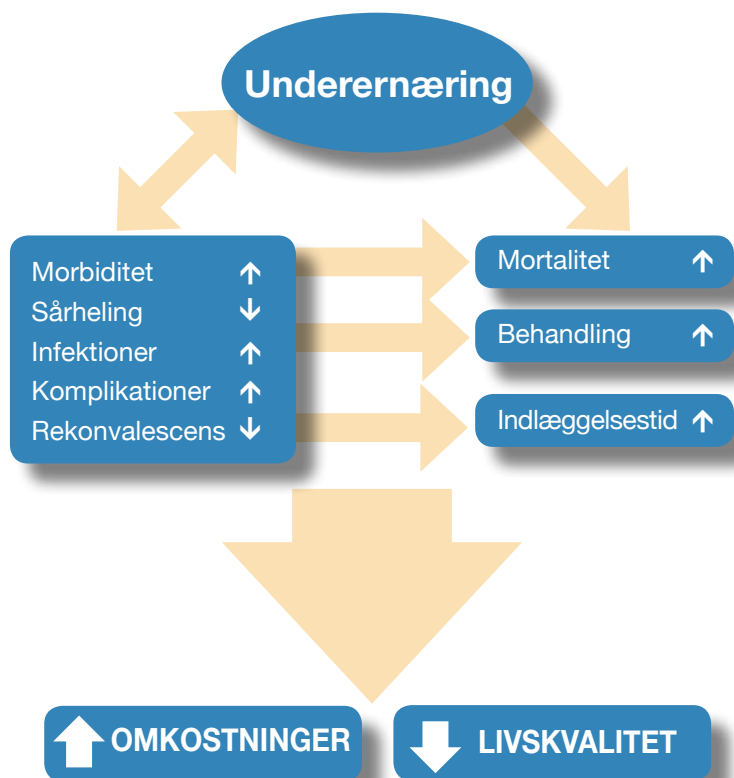 Underernæring
Morbiditet ↑
Sårheling ↓
Infektioner ↑
Komplikationer ↑
Rekonvalescens ↓
Mortalitet ↑
Behandling ↑
Indlæggelsestid ↑
OMKOSTNINGER
LIVSKVALITET